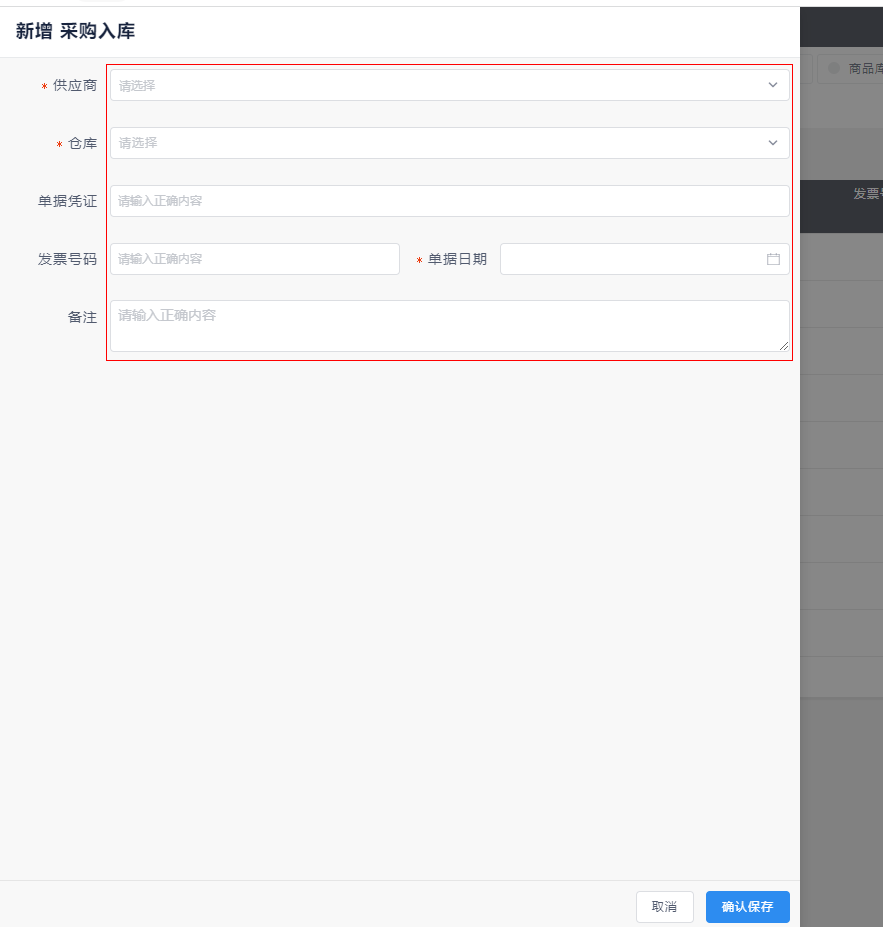 新增 采购入库
* 供应商 请选择
* 仓库 请选择
单据凭证 请输入正确内容
发票号码 请输入正确内容 * 单据日期
备注 请输入正确内容
取消 确认保存
商品库
发票